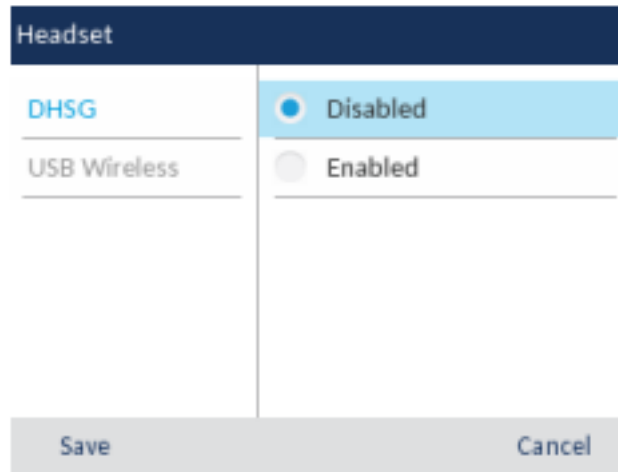 Headset
DHSG
Disabled
USB Wireless
Enabled
Save
Cancel